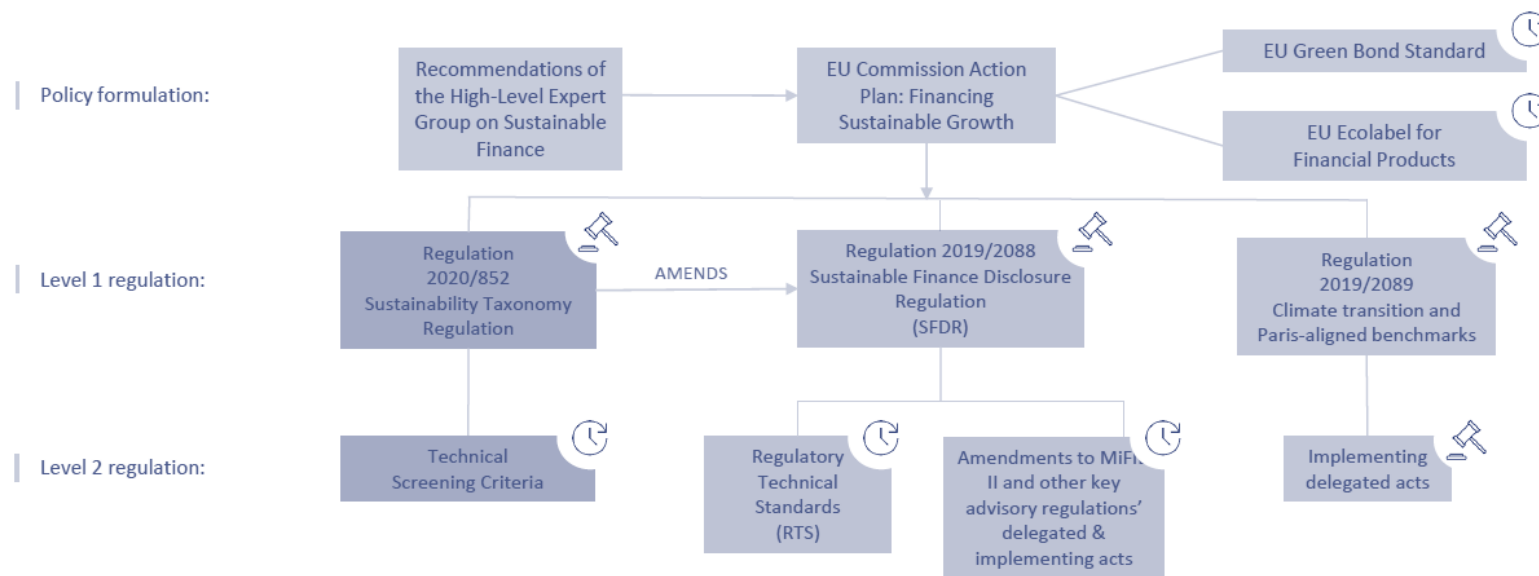 Policy formulation:
Recommendations of
the High-Level Expert
Group on Sustainable
Finance
EU Commission Action
Plan: Financing
Sustainable Growth
EU Green Bond Standard
EU Ecolabel for
Financial Products
Level 1 regulation:
Regulation
2020/852
Sustainability Taxonomy
Regulation
AMENDS
Regulation 2019/2088
Sustainable Finance Disclosure
Regulation
(SFDR)
Regulation
2019/2089
Climate transition and
Paris-aligned benchmarks
Level 2 regulation:
Technical
Screening Criteria
Regulatory
Technical
Standards
(RTS)
Amendments to
II and other key
advisory regulations’
delegated &
implementing acts
Implementing
delegated acts